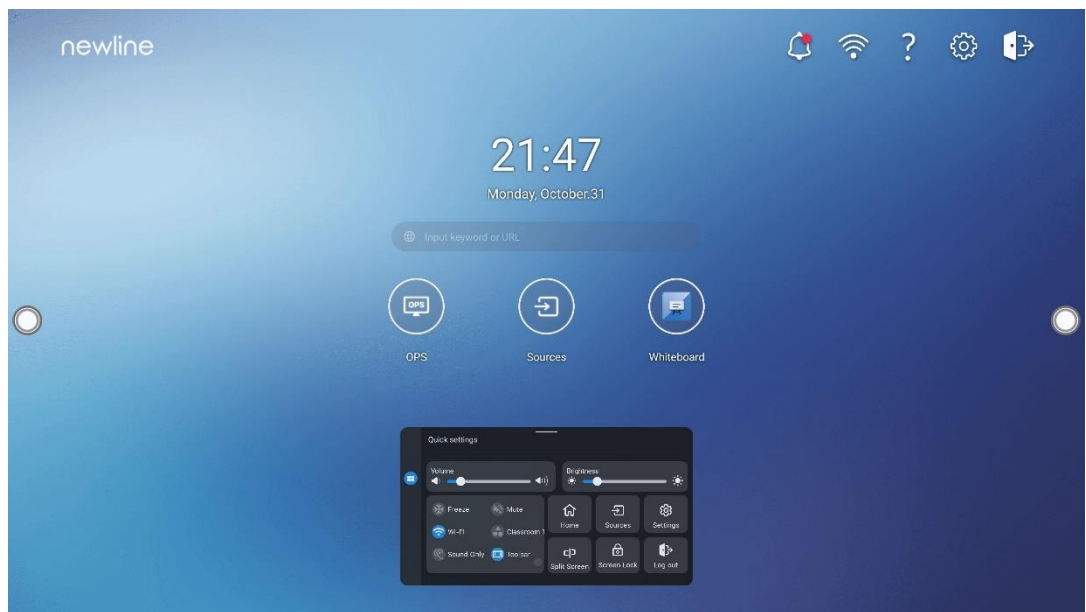 newline
?
21:47
Monday, October.31
Input keyword or URL
OPS
OPS Sources Whiteboard
Quick settings
Volume Brightness
Freeze Mute
Home Sources Settings
Wi-Fi Classroom 1
Sound Only Toolbar
Split Screen Screen Lock Log out